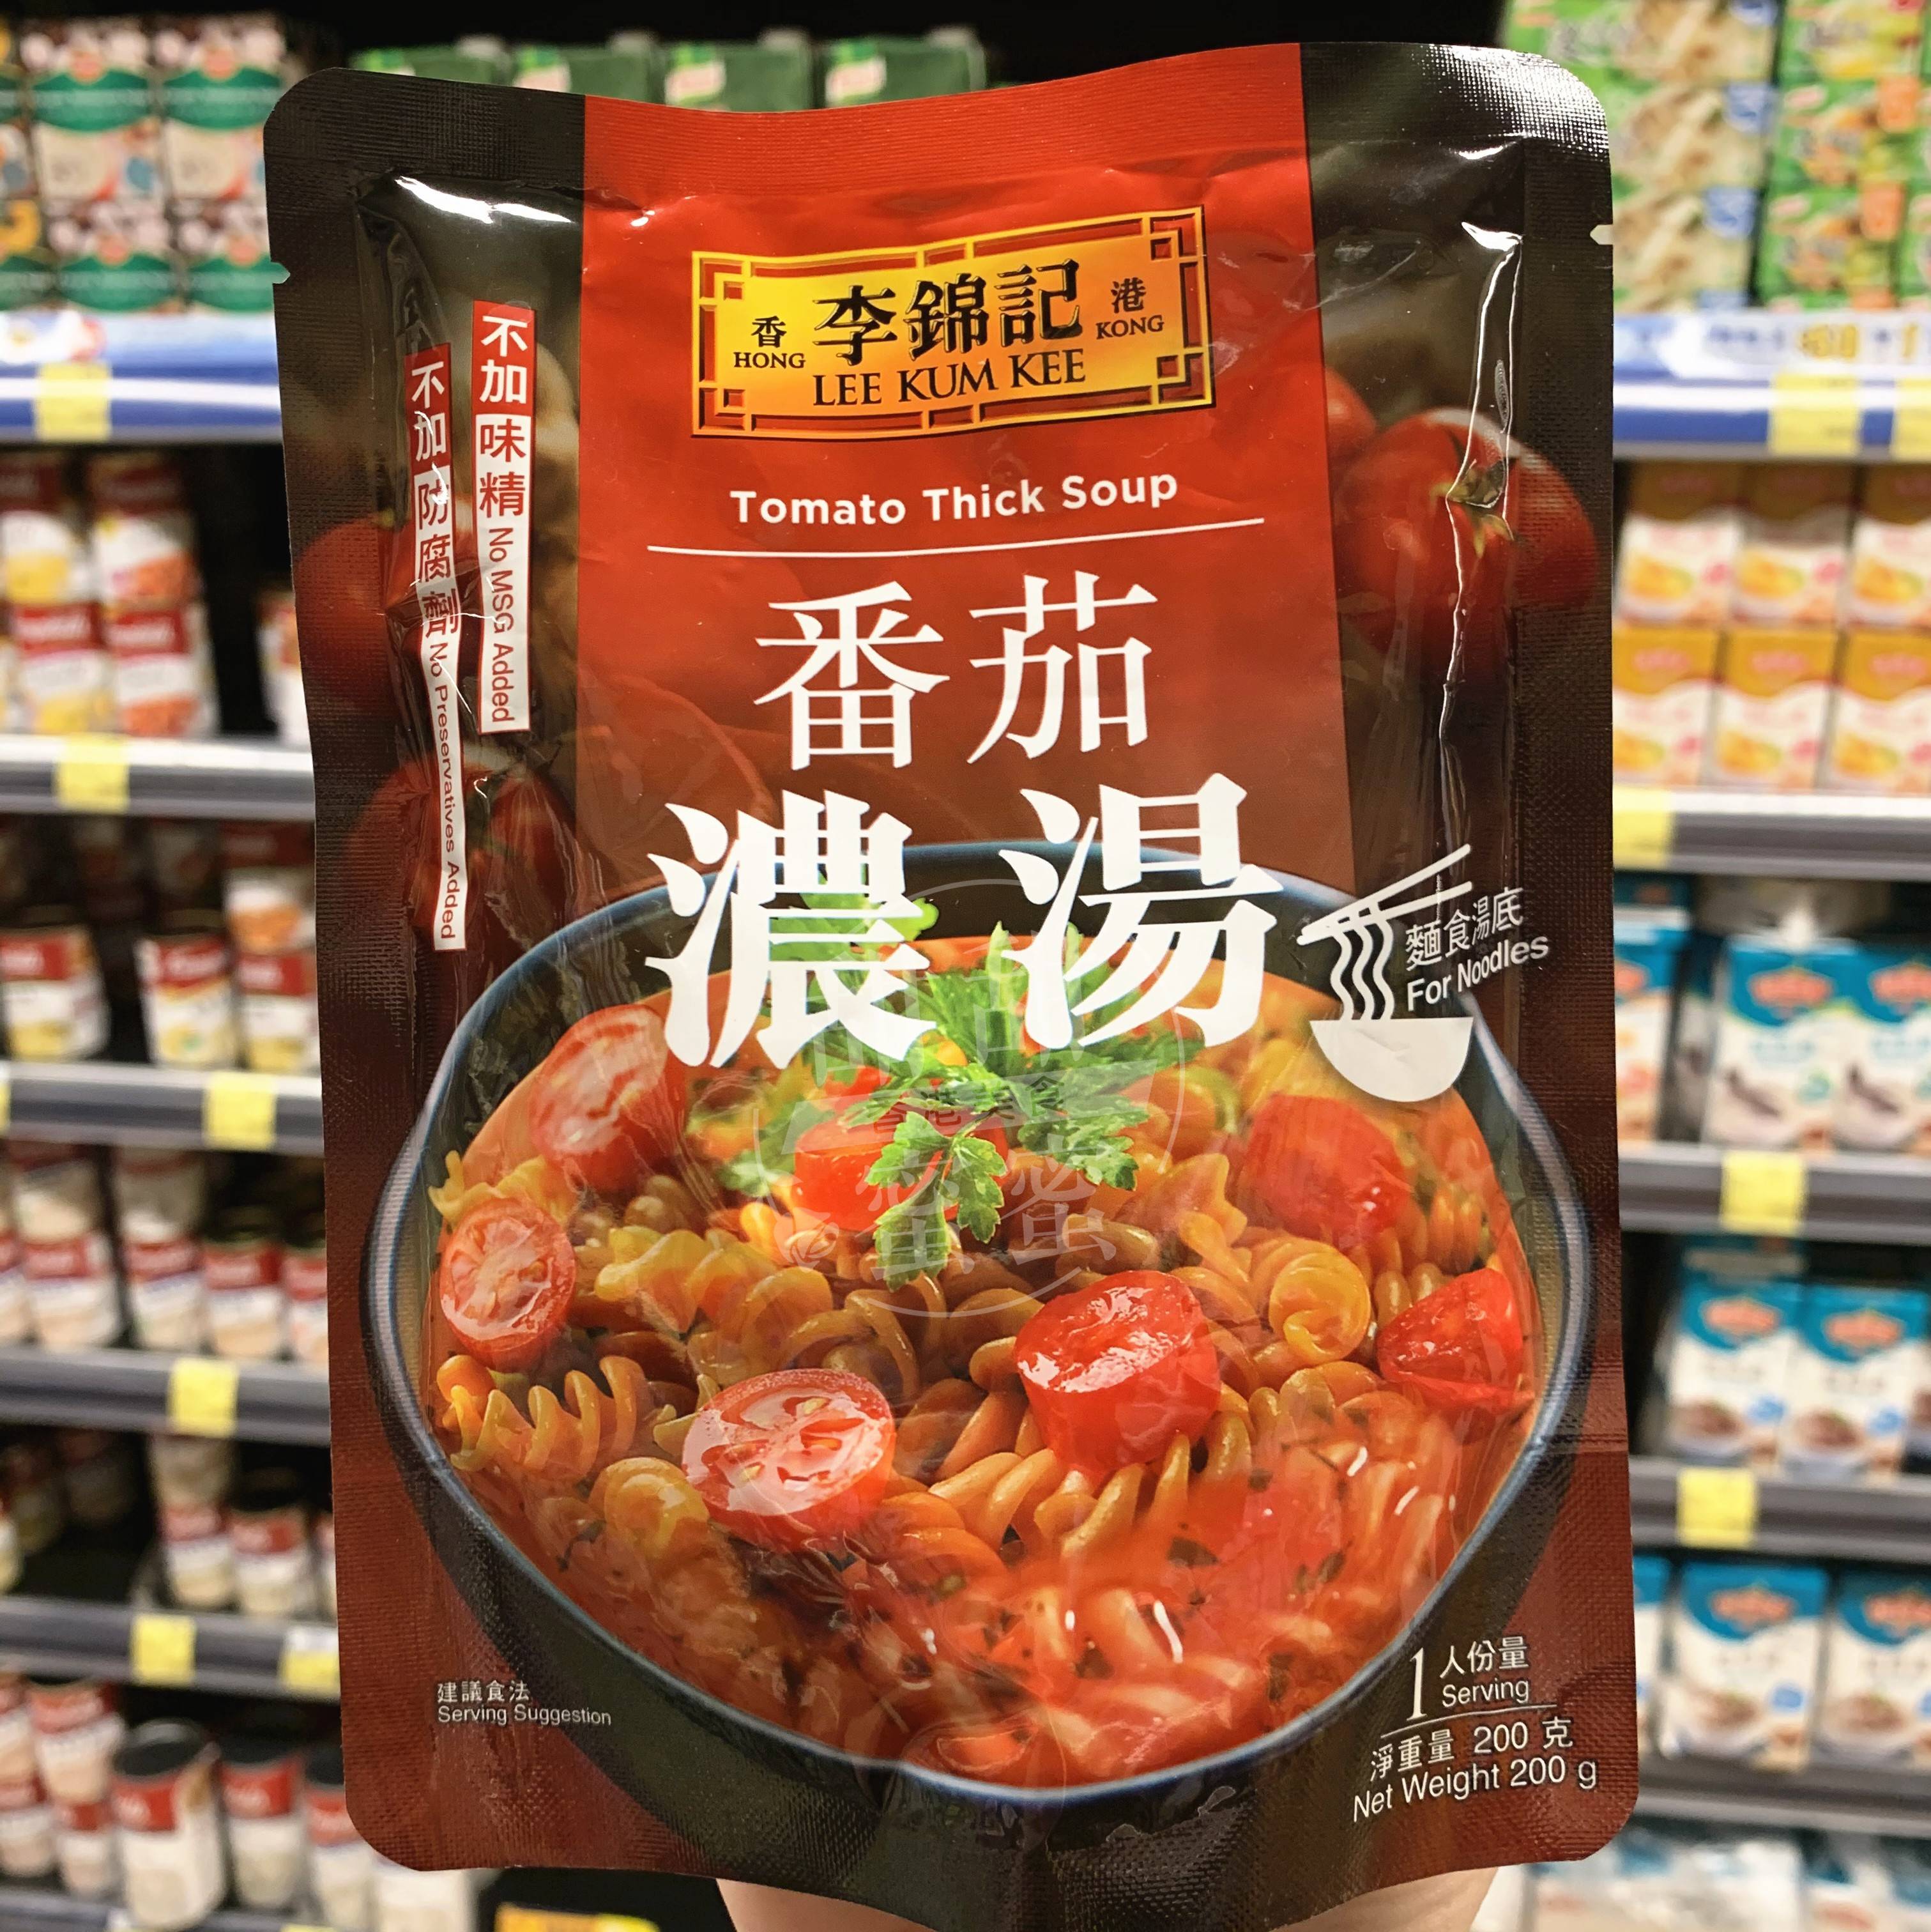 香
HONG
李錦記
LEE KUM KEE
港
KONG
不加味精 No MSG Added
不加防腐劑 No Preservatives Added
Tomato Thick Soup
番茄
濃湯
麵食湯底
For Noodles
蜜蜜
建議食法
Serving Suggestion
1 人份量
Serving
淨重量 200 克
Net Weight 200 g